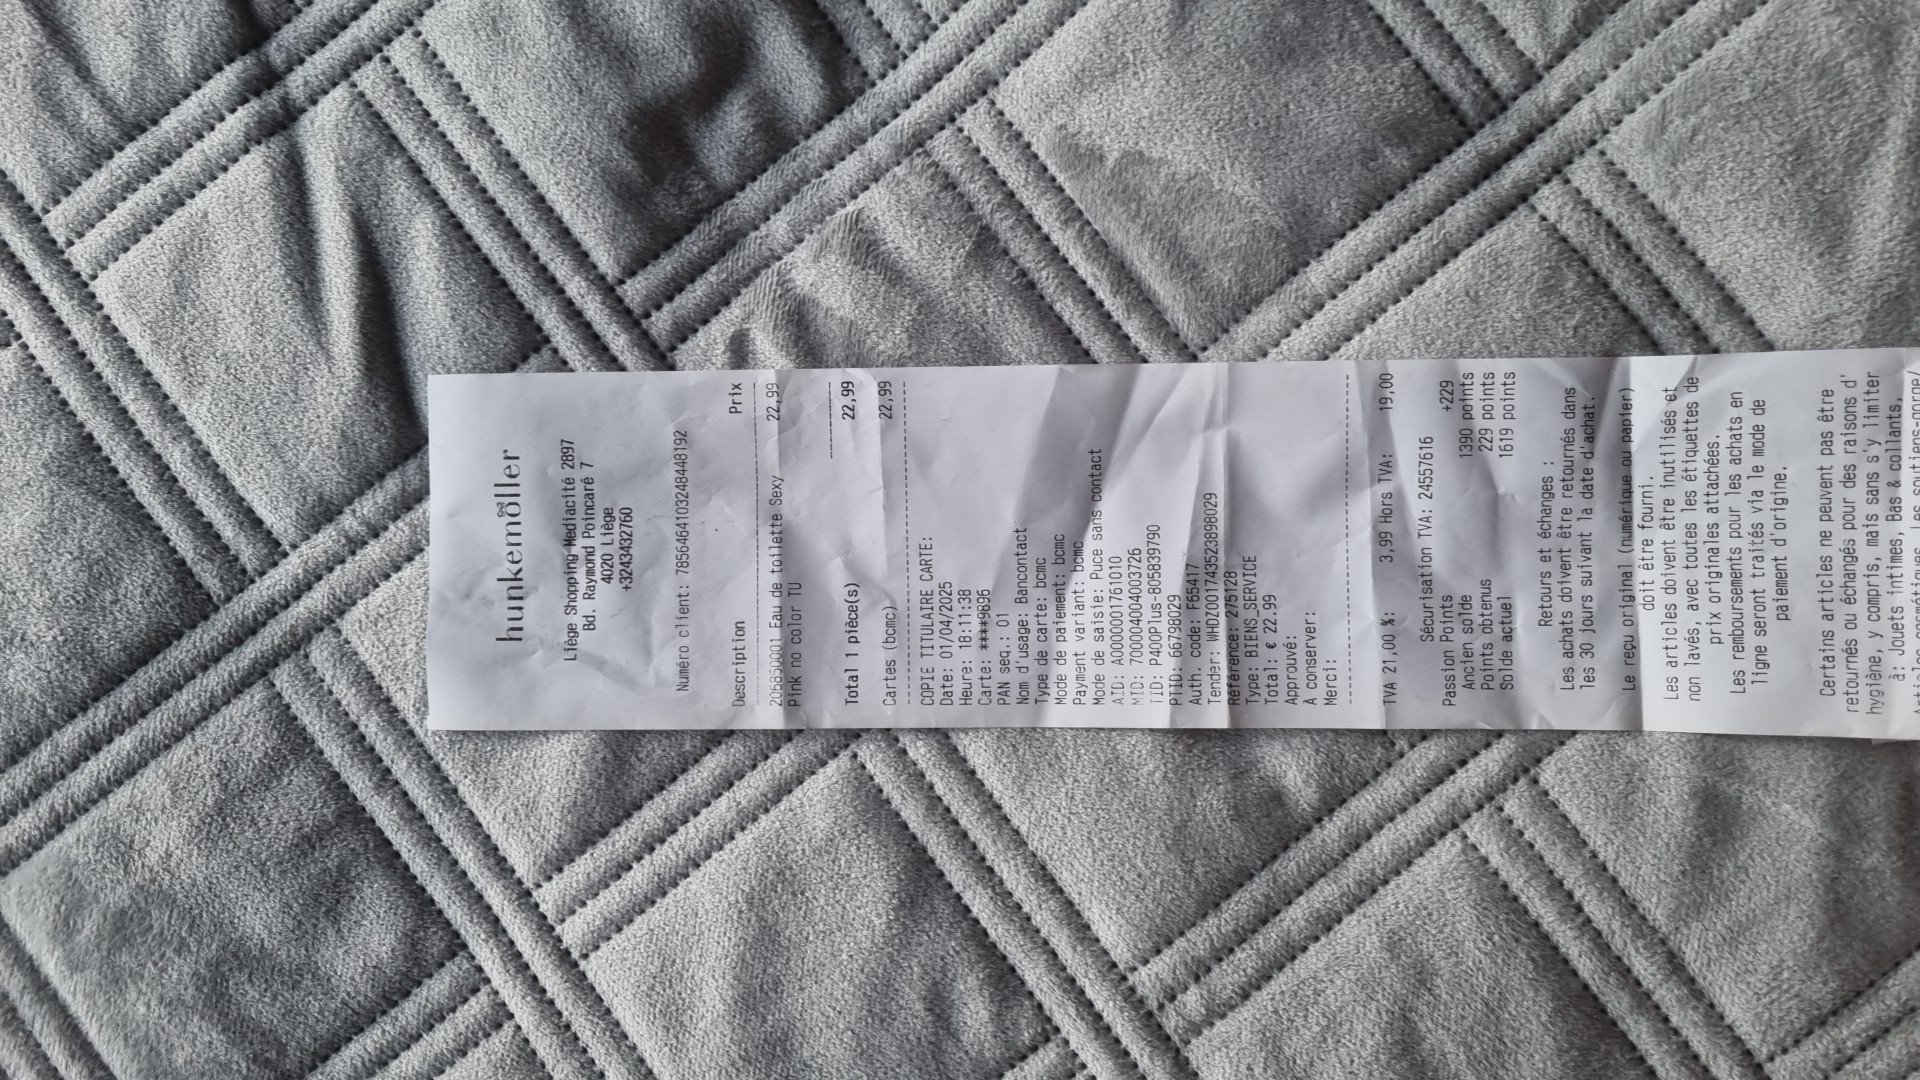 hunkemöller
Liège Shopping Mediacité 2897
Bd. Raymond Poincaré 7
4020 Liège
+3243432760
Numéro client: 7856464103248448192
Description Prix
206850001 Eau de toilette Sexy 22,99
Pink no color TU
Total 1 pièce(s) 22,99
Cartes (bcmc) 22,99
COPIE TITULAIRE CARTE:
Date: 01/04/2025
Heure: 18:11:38
Carte: ****9896
PAN seq.: 01
Nom d'usage: Bancontact
Type de carte: bcmc
Mode de paiement: bcmc
Payment variant: bcmc
Mode de saisie: Puce sans contact
AID: A0000001761010
MID: 700004004003726
TID: P400Plus-805839790
PTID: 66798029
Auth. code: F65417
Tender: WHDZ001743523898029
Référence: 275128
Type: BIENS_SERVICE
Total: € 22.99
Approuvé:
A conserver:
Merci:
TVA 21,00 %: 3,99 Hors TVA: 19,00
Sécurisation TVA: 24557616
Passion Points +229
Ancien solde 1390 points
Points obtenus 229 points
Solde actuel 1619 points
Retours et échanges :
Les achats doivent être retournés dans
les 30 jours suivant la date d'achat.
Le reçu original (numérique ou papier)
doit être fourni.
Les articles doivent être inutilisés et
non lavés, avec toutes les étiquettes de
prix originales attachées.
Les remboursements pour les achats en
ligne seront traités via le mode de
paiement d'origine.
Certains articles ne peuvent pas être
retournés ou échangés pour des raisons d'
hygiène, y compris, mais sans s'y limiter
à: Jouets intimes, Bas & collants,